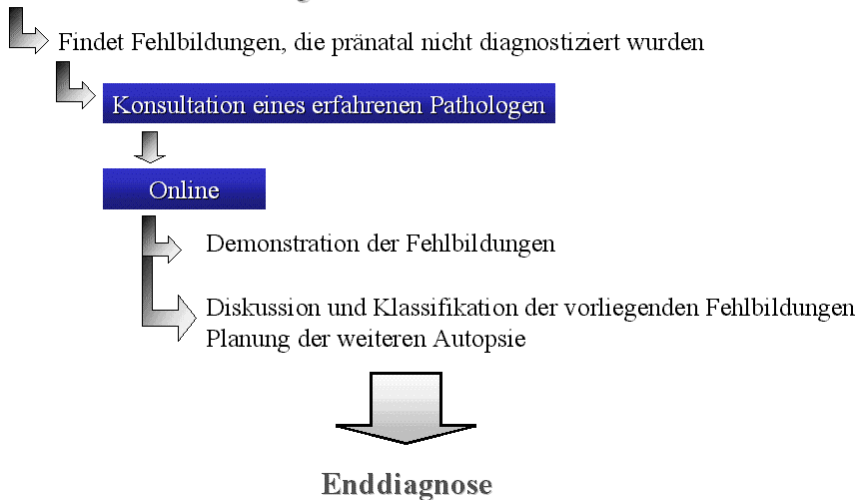 Findet Fehlbildungen, die pränatal nicht diagnostiziert wurden
Konsultation eines erfahrenen Pathologen
Online
Demonstration der Fehlbildungen
Diskussion und Klassifikation der vorliegenden Fehlbildungen
Planung der weiteren Autopsie
Enddiagnose